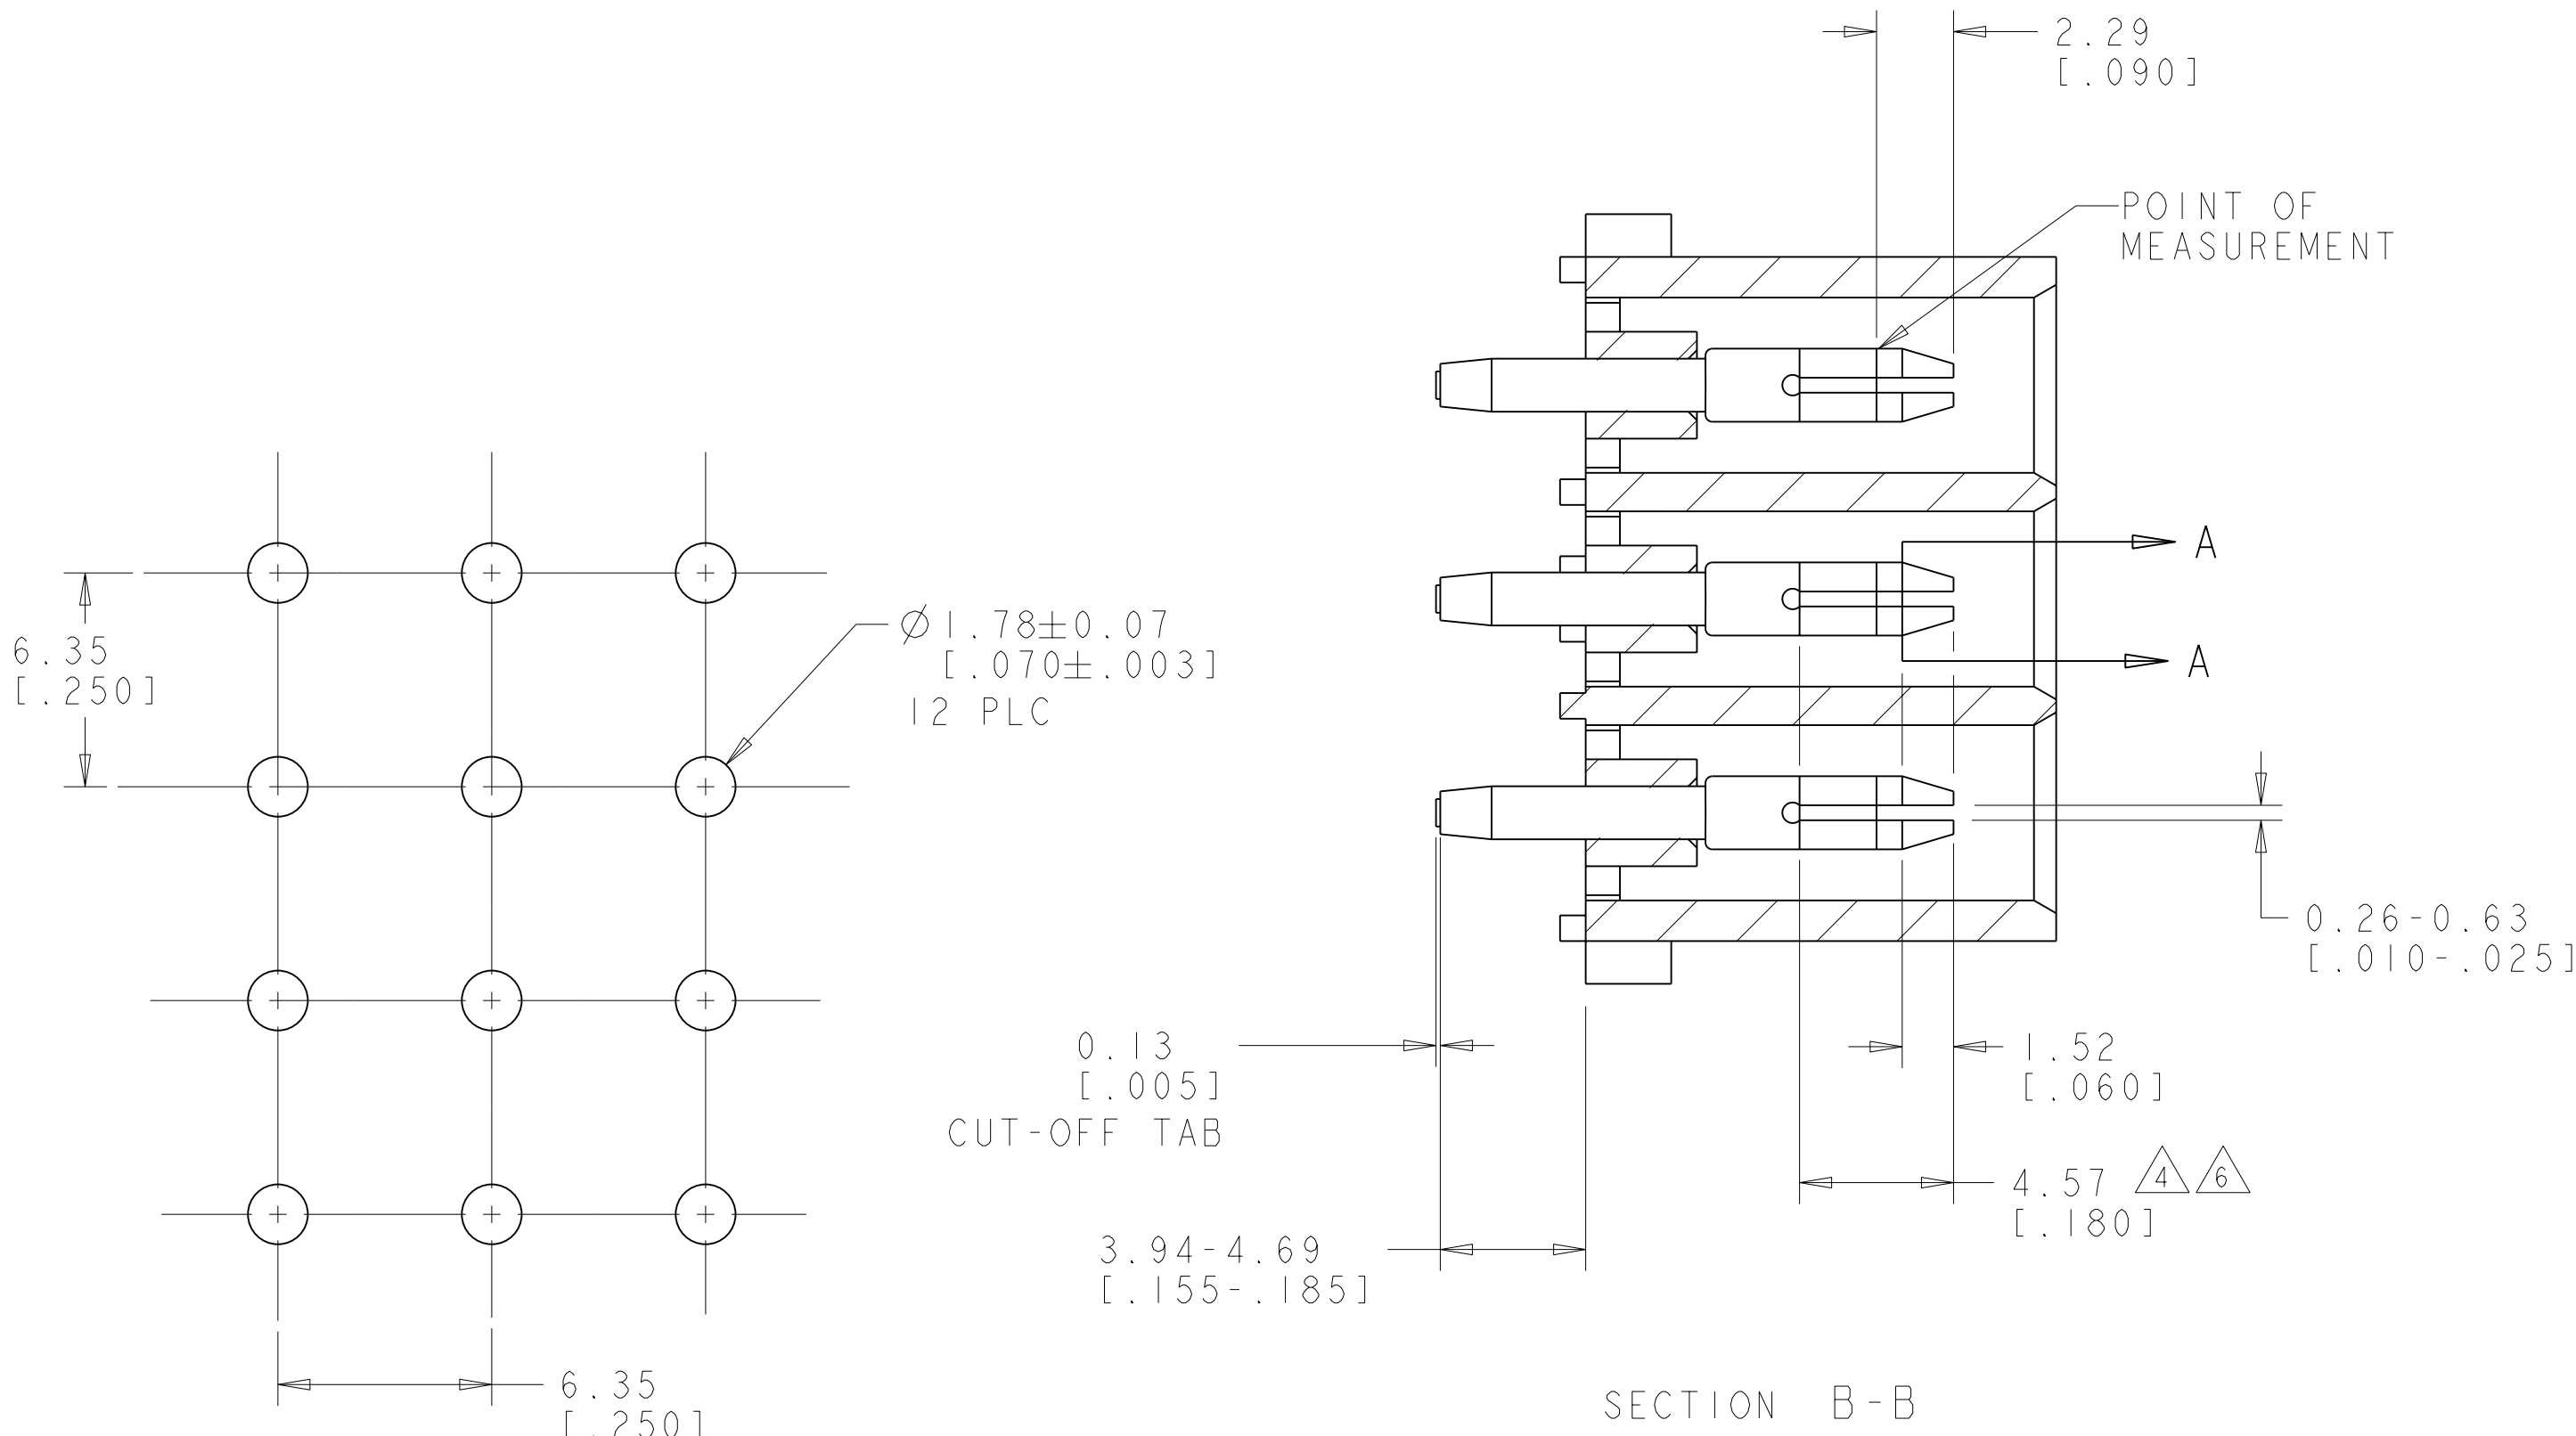 2.29
[.090]
POINT OF
MEASUREMENT
A
A
6.35
[.250]
Ø1.78±0.07
[.070±.003]
12 PLC
0.26-0.63
[.010-.025]
0.13
[.005]
CUT-OFF TAB
1.52
[.060]
4.57 4 6
[.180]
3.94-4.69
[.155-.185]
6.35
[.250]
SECTION B-B